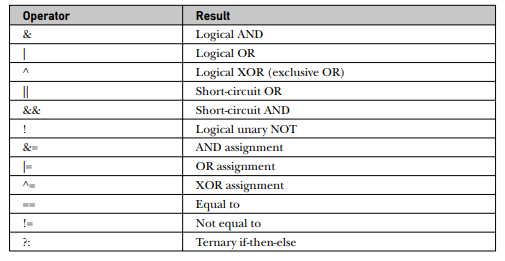 Operator Result
& Logical AND
| Logical OR
^ Logical XOR (exclusive OR)
|| Short-circuit OR
&& Short-circuit AND
! Logical unary NOT
&= AND assignment
|= OR assignment
^= XOR assignment
== Equal to
!= Not equal to
?: Ternary if-then-else